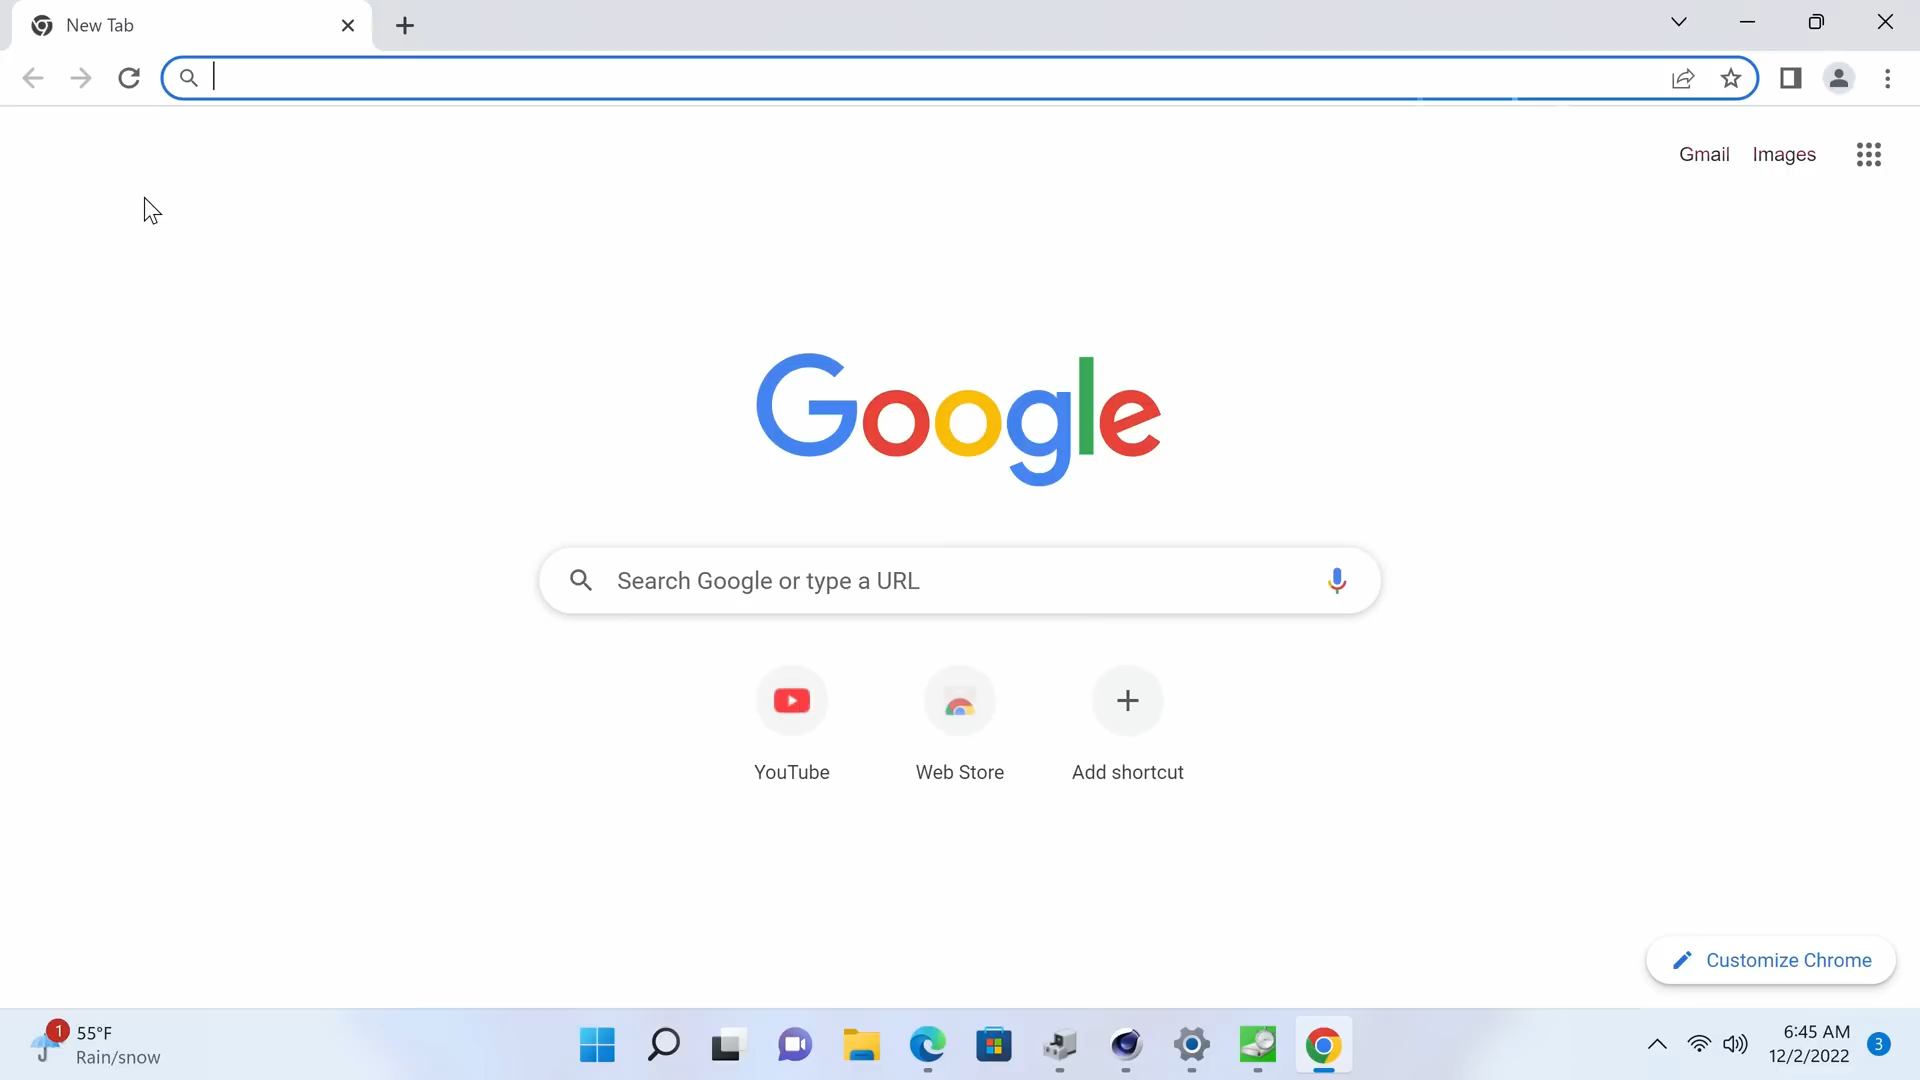 New Tab
Gmail Images
Google
Search Google or type a URL
YouTube Web Store Add shortcut
Customize Chrome
1 55°F
Rain/snow
6:45 AM
12/2/2022
3